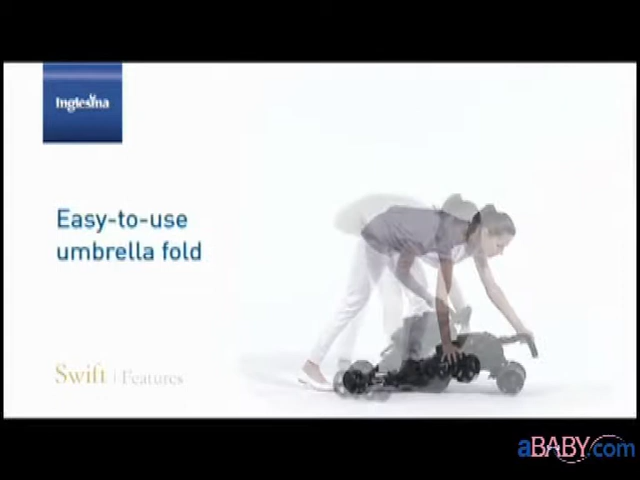 Inglesina
Easy-to-use
umbrella fold
Swift | Features
aBABY.com